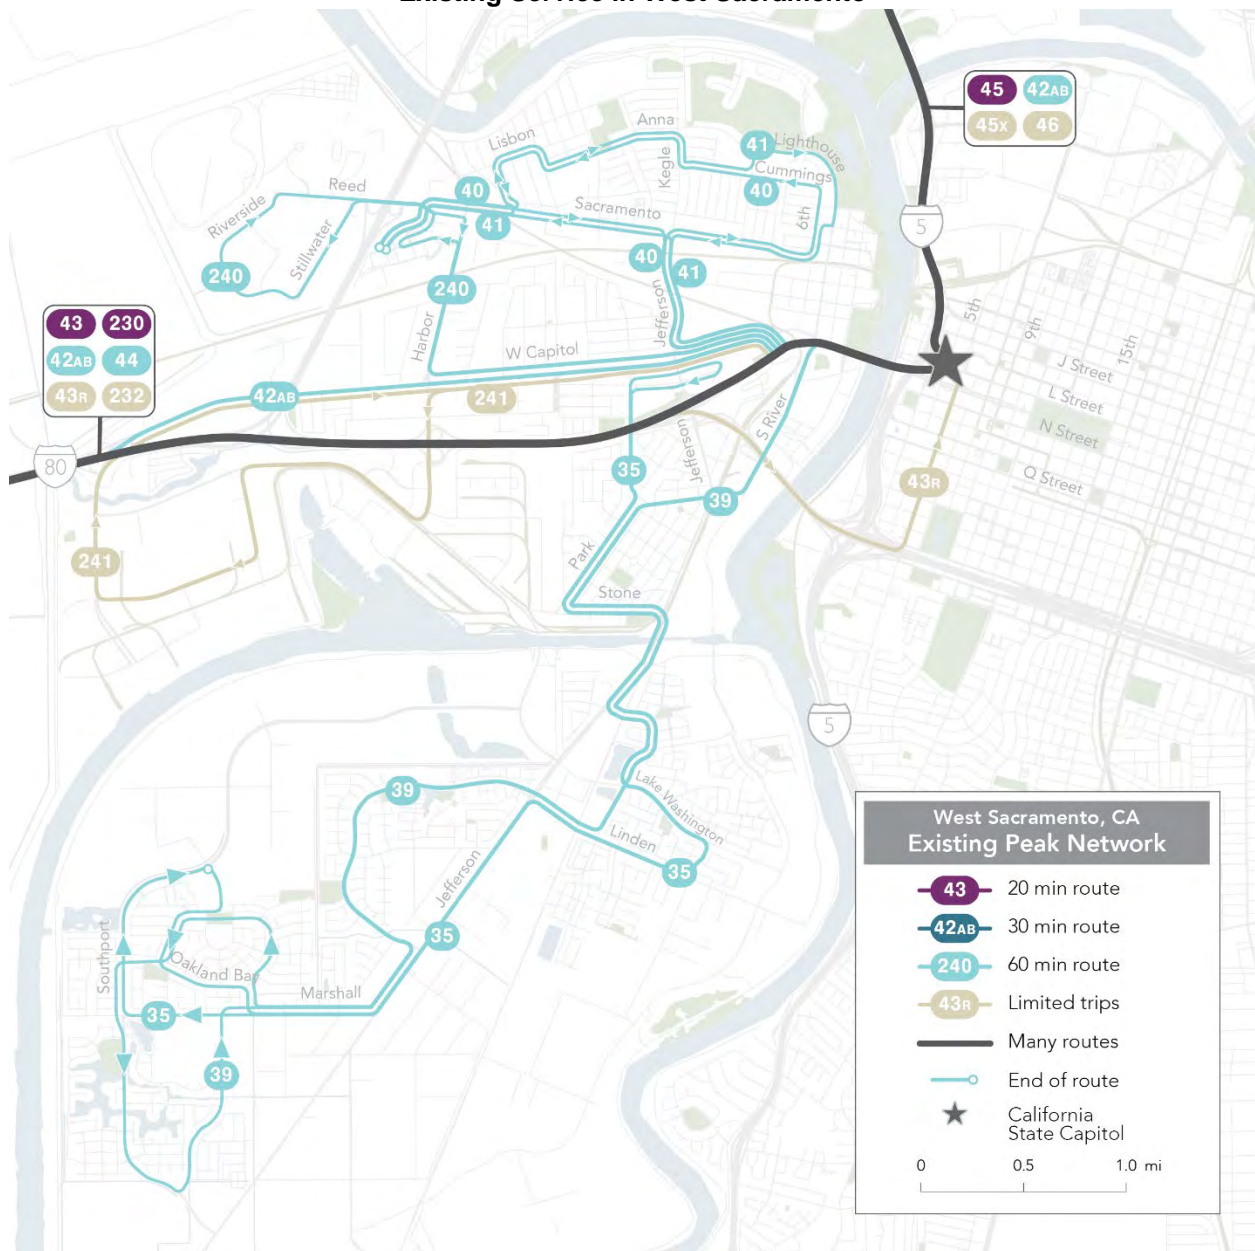 Existing Service in West Sacramento
45 42AB
45X 46
Lisbon
Anna
Kegle
41
Lighthouse
Cummings
40
6th
Reed
40
41
Sacramento
Riverside
Stillwater
240
240
40
41
Jefferson
5
5th
9th
15th
J Street
L Street
N Street
Q Street
43 230
42AB 44
43R 232
Harbor
W Capitol
42AB
241
80
S River
Jefferson
35
39
43R
241
Park
Stone
5
39
Lake Washington
Linden
35
Jefferson
35
Southport
Oakland Bay
Marshall
35
39
West Sacramento, CA
Existing Peak Network
43 20 min route
42AB 30 min route
240 60 min route
43R Limited trips
Many routes
End of route
California
State Capitol
0 0.5 1.0 mi